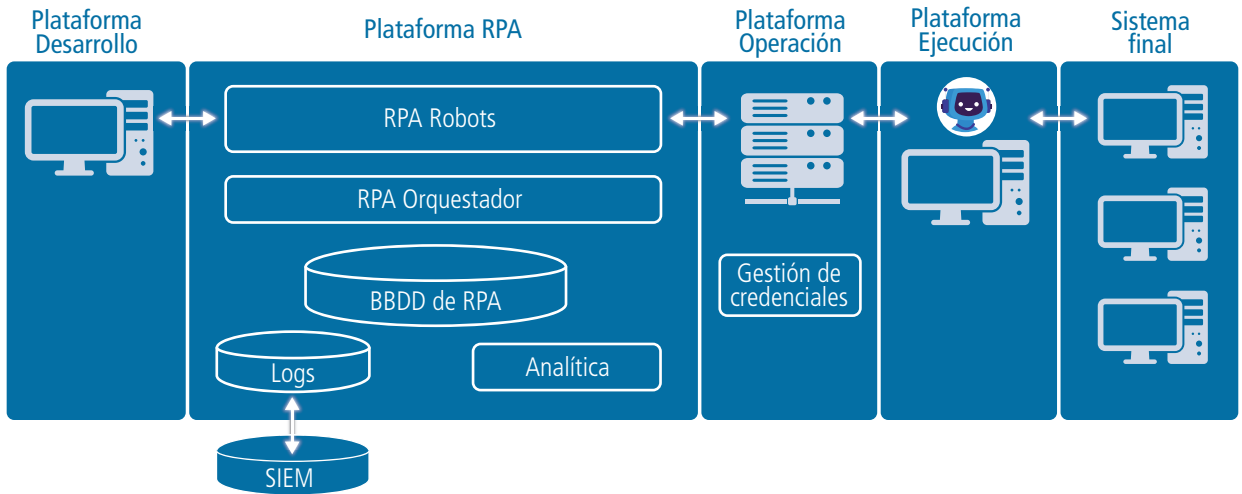 Plataforma
Desarrollo
Plataforma RPA
Plataforma
Operación
Plataforma
Ejecución
Sistema
final
RPA Robots
RPA Orquestador
BBDD de RPA
Logs
Analítica
SIEM
Gestión de
credenciales